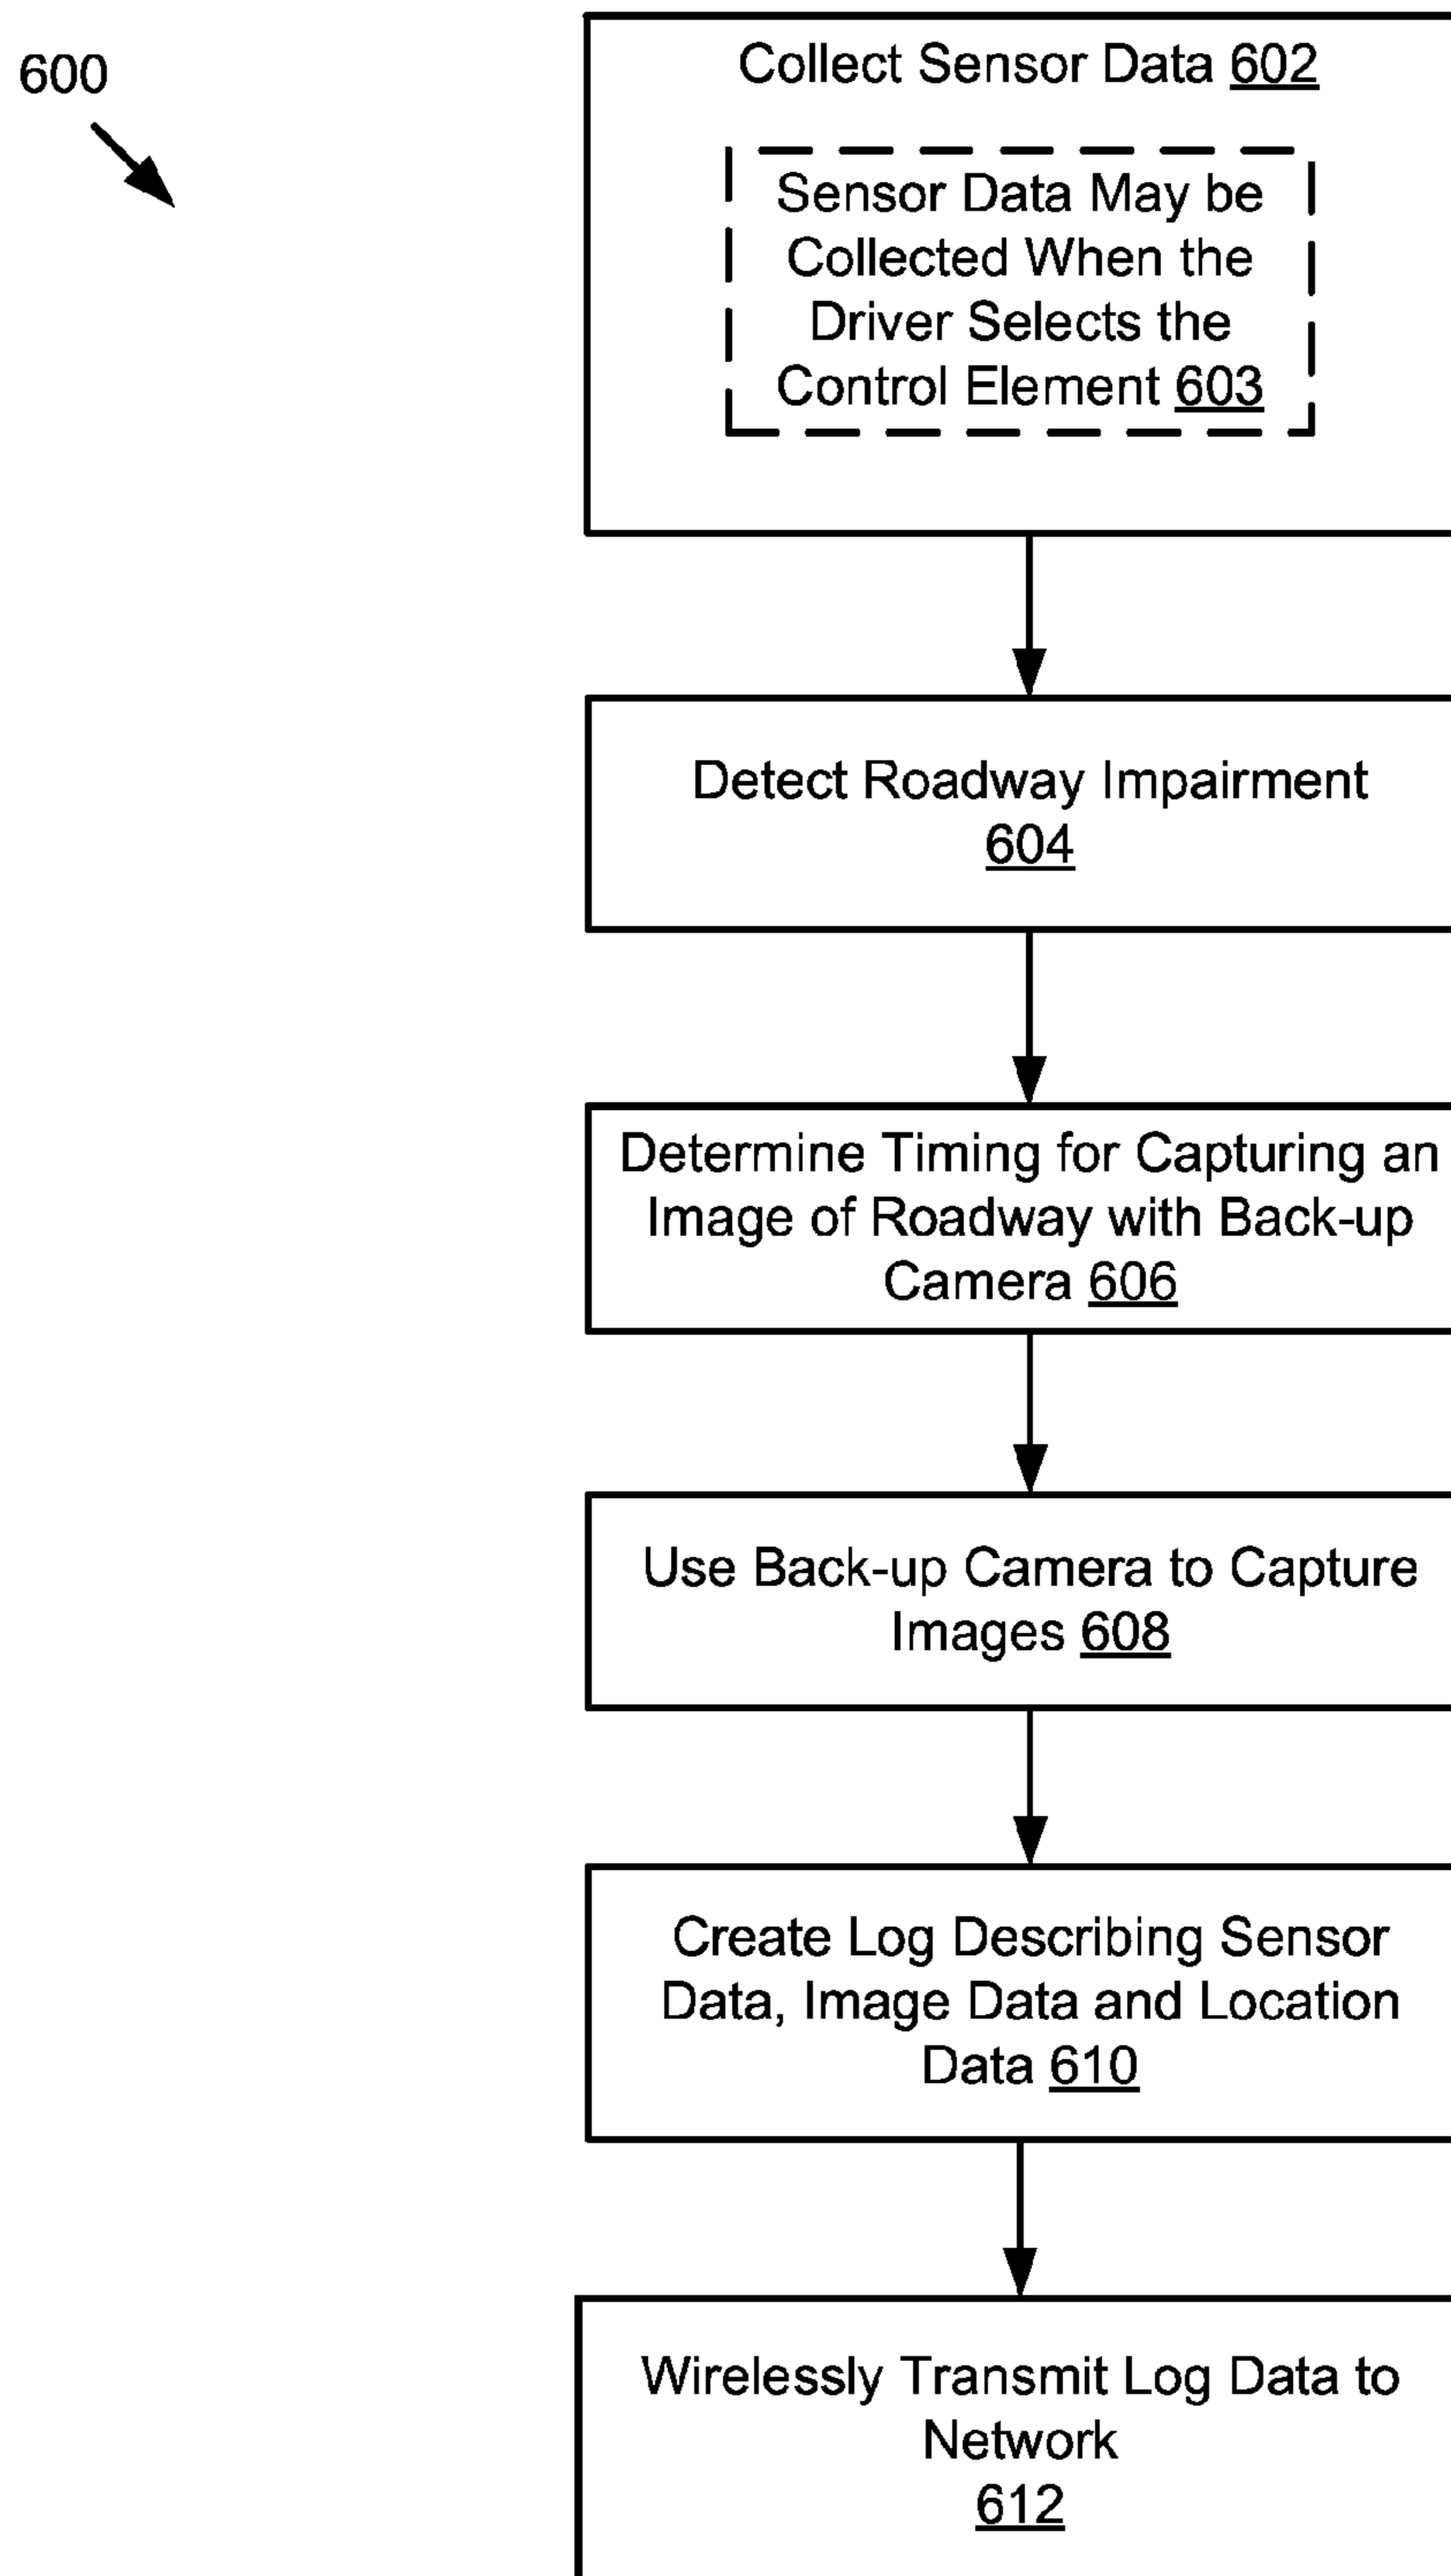 600
Collect Sensor Data 602
Sensor Data May be
Collected When the
Driver Selects the
Control Element 603
Detect Roadway Impairment
604
Determine Timing for Capturing an
Image of Roadway with Back-up
Camera 606
Use Back-up Camera to Capture
Images 608
Create Log Describing Sensor
Data, Image Data and Location
Data 610
Wirelessly Transmit Log Data to
Network
612